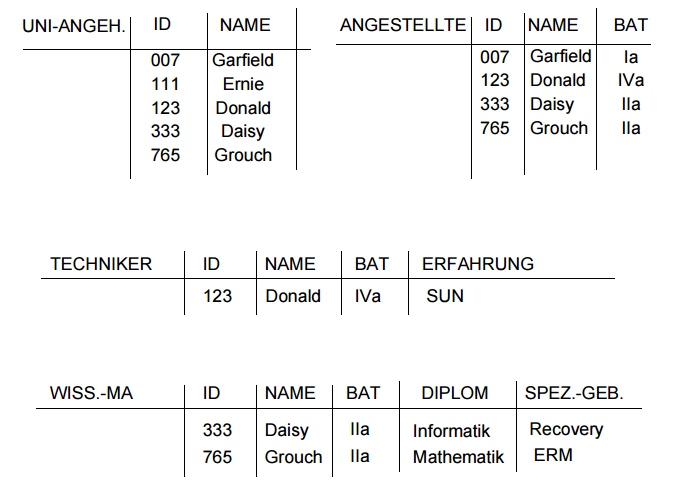 UNI-ANGEH. ID NAME
007 Garfield
111 Ernie
123 Donald
333 Daisy
765 Grouch
ANGESTELLTE ID NAME BAT
007 Garfield Ia
123 Donald IVa
333 Daisy IIa
765 Grouch IIa
TECHNIKER ID NAME BAT ERFAHRUNG
123 Donald IVa SUN
WISS.-MA ID NAME BAT DIPLOM SPEZ.-GEB.
333 Daisy IIa Informatik Recovery
765 Grouch IIa Mathematik ERM